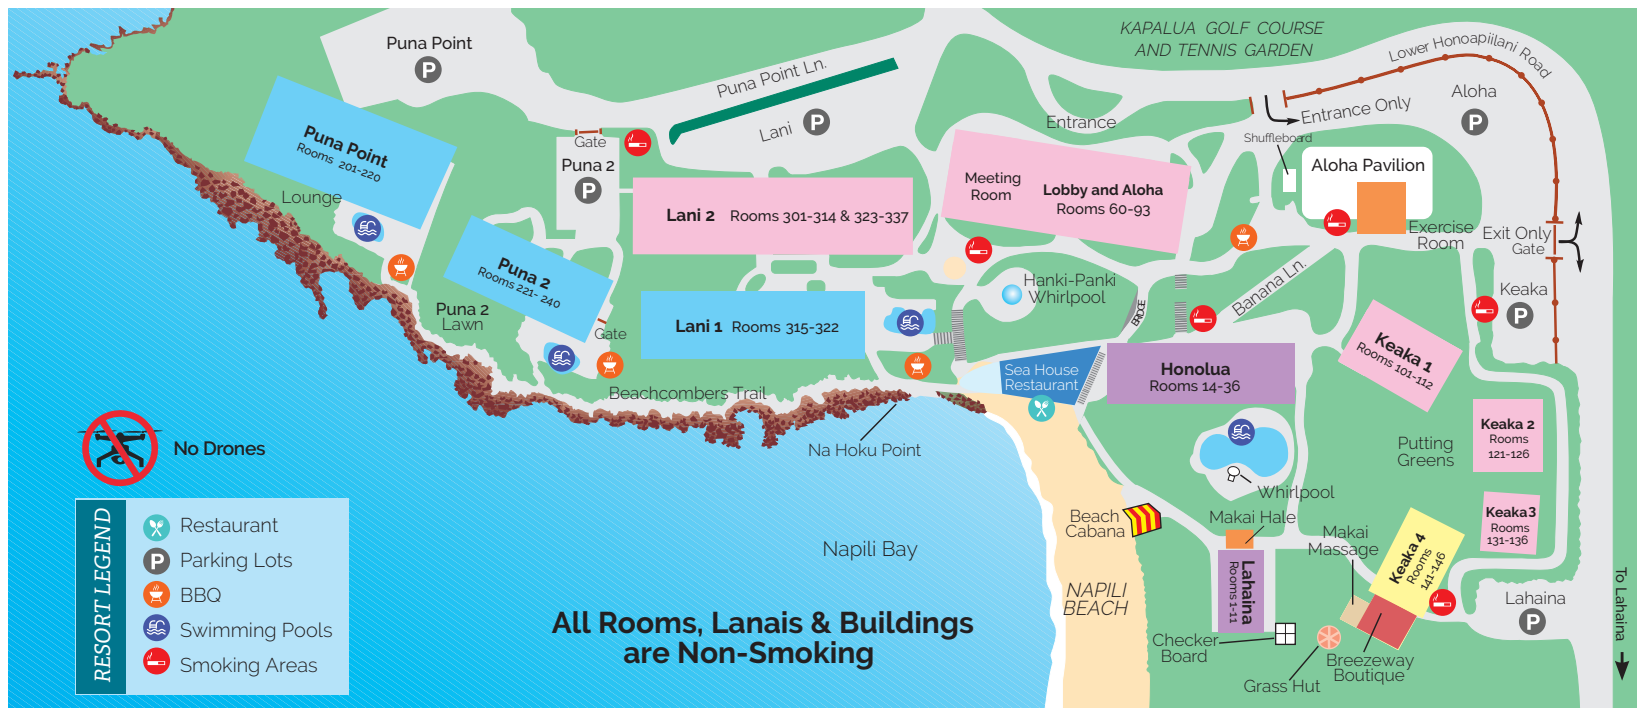 KAPALUA GOLF COURSE
AND TENNIS GARDEN
Lower Honoapiilani Road
Puna Point
P
Puna Point Ln.
Lani P
Entrance
Entrance Only
Aloha
P
Gate
Puna 2
P
Shuffleboard
Aloha Pavilion
Puna Point
Rooms 201-220
Lounge
Meeting
Room
Lobby and Aloha
Rooms 60-93
Lani 2 Rooms 301-314 & 323-337
Exercise
Room
Exit Only
Gate
Puna 2
Rooms 221- 240
Puna 2
Lawn
Gate
Hanki-Panki
Whirlpool
BRIDGE
Banana Ln.
Keaka
P
Lani 1 Rooms 315-322
Keaka 1
Rooms 101-112
Sea House
Restaurant
Honolua
Rooms 14-36
Beachcombers Trail
Na Hoku Point
No Drones
Putting
Greens
Keaka 2
Rooms
121-126
Whirlpool
Beach
Cabana
Makai Hale
Makai
Massage
Keaka 3
Rooms
131-136
Keaka 4
Rooms
141-146
Lahaina
Rooms 1-11
Napili Bay
NAPILI
BEACH
Lahaina
P
To Lahaina
Checker
Board
Grass Hut
Breezeway
Boutique
RESORT LEGEND
Restaurant
P Parking Lots
BBQ
Swimming Pools
Smoking Areas
All Rooms, Lanais & Buildings
are Non-Smoking